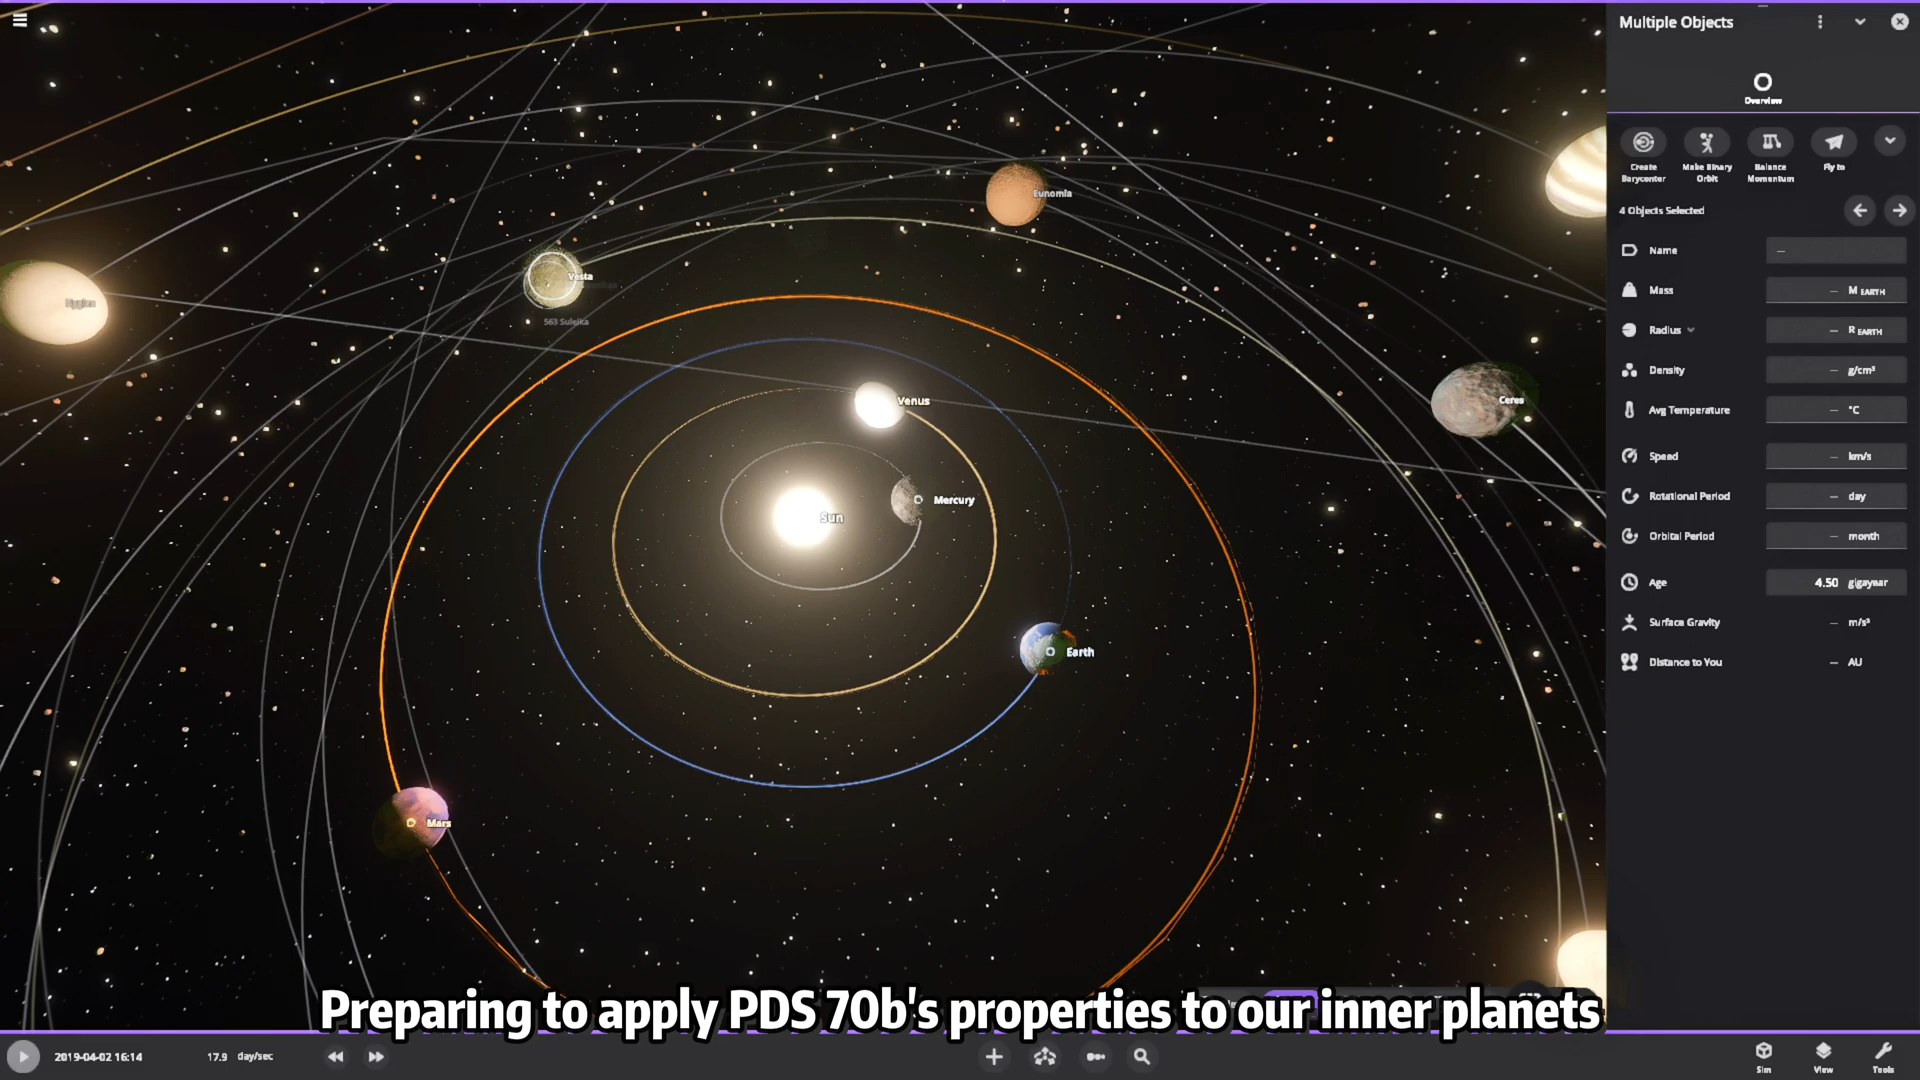 Multiple Objects
Overview
Create Barycenter
Make Binary Orbit
Balance Momentum
Fly to
4 Objects Selected
Name –
Mass – M EARTH
Radius – R EARTH
Density – g/cm³
Avg Temperature – °C
Speed – km/s
Rotational Period – day
Orbital Period – month
Age 4.50 gigayear
Surface Gravity – m/s²
Distance to You – AU
Eunomia
Vesta
Hygiea
563 Suleika
Venus
Ceres
Mercury
Sun
Earth
Mars
Preparing to apply PDS 70b's properties to our inner planets
2019-04-02 16:14
17.9 day/sec
Sim
View
Tools